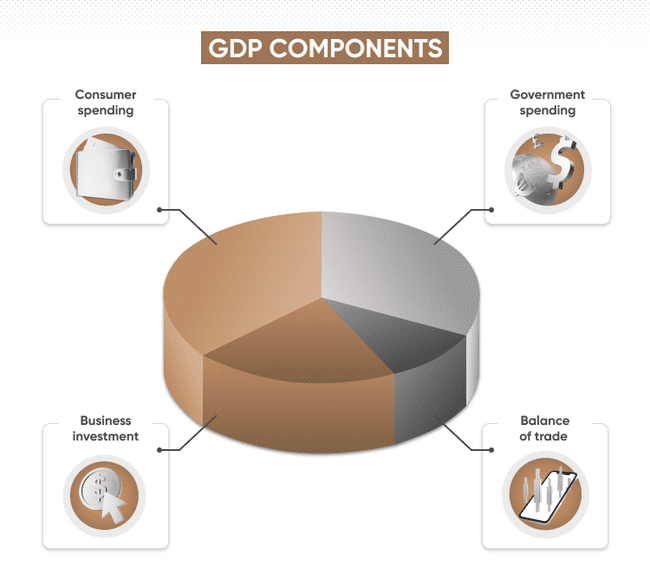 GDP COMPONENTS
Consumer
spending
Government
spending
Business
investment
Balance
of trade